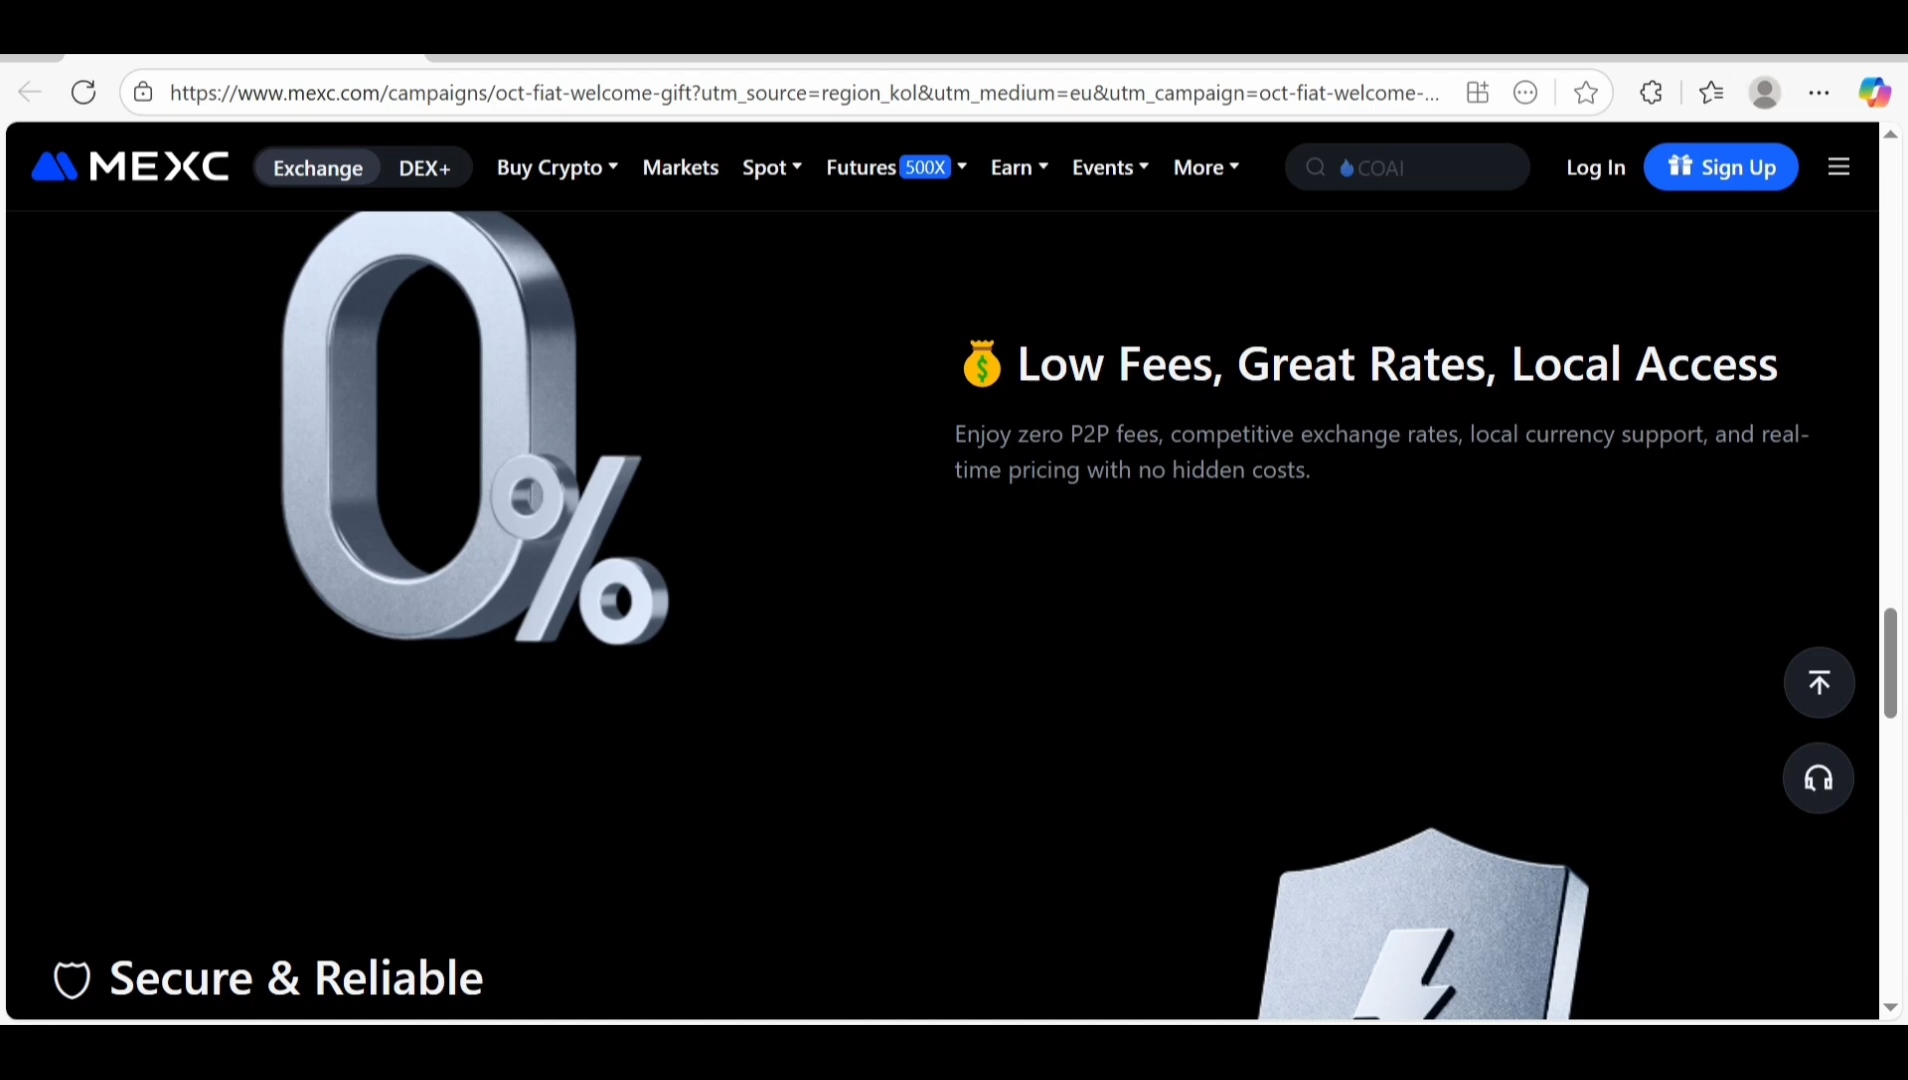 https://www.mexc.com/campaigns/oct-fiat-welcome-gift?utm_source=region_kol&utm_medium=eu&utm_campaign=oct-fiat-welcome-...
MEXC Exchange DEX+ Buy Crypto Markets Spot Futures 500X Earn Events More COAI Log In Sign Up
0%
Low Fees, Great Rates, Local Access
Enjoy zero P2P fees, competitive exchange rates, local currency support, and real-
time pricing with no hidden costs.
Secure & Reliable